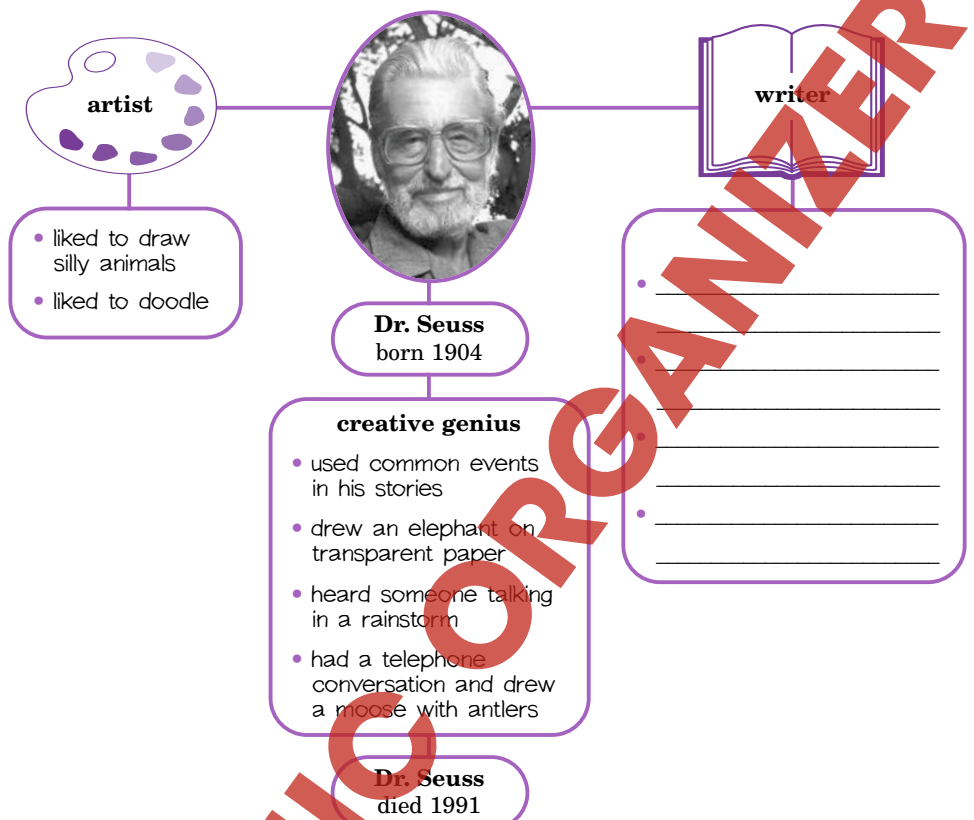 artist
writer
• liked to draw
silly animals
• liked to doodle
Dr. Seuss
born 1904
creative genius
• used common events
in his stories
• drew an elephant on
transparent paper
• heard someone talking
in a rainstorm
• had a telephone
conversation and drew
a moose with antlers
Dr. Seuss
died 1991
IC ORGANIZER